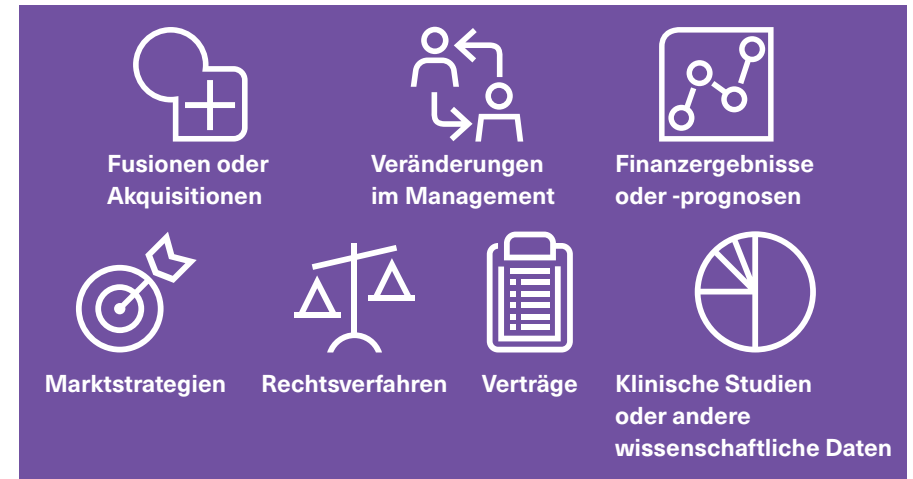 Fusionen oder
Akquisitionen
Veränderungen
im Management
Finanzergebnisse
oder -prognosen
Marktstrategien
Rechtsverfahren
Verträge
Klinische Studien
oder andere
wissenschaftliche Daten